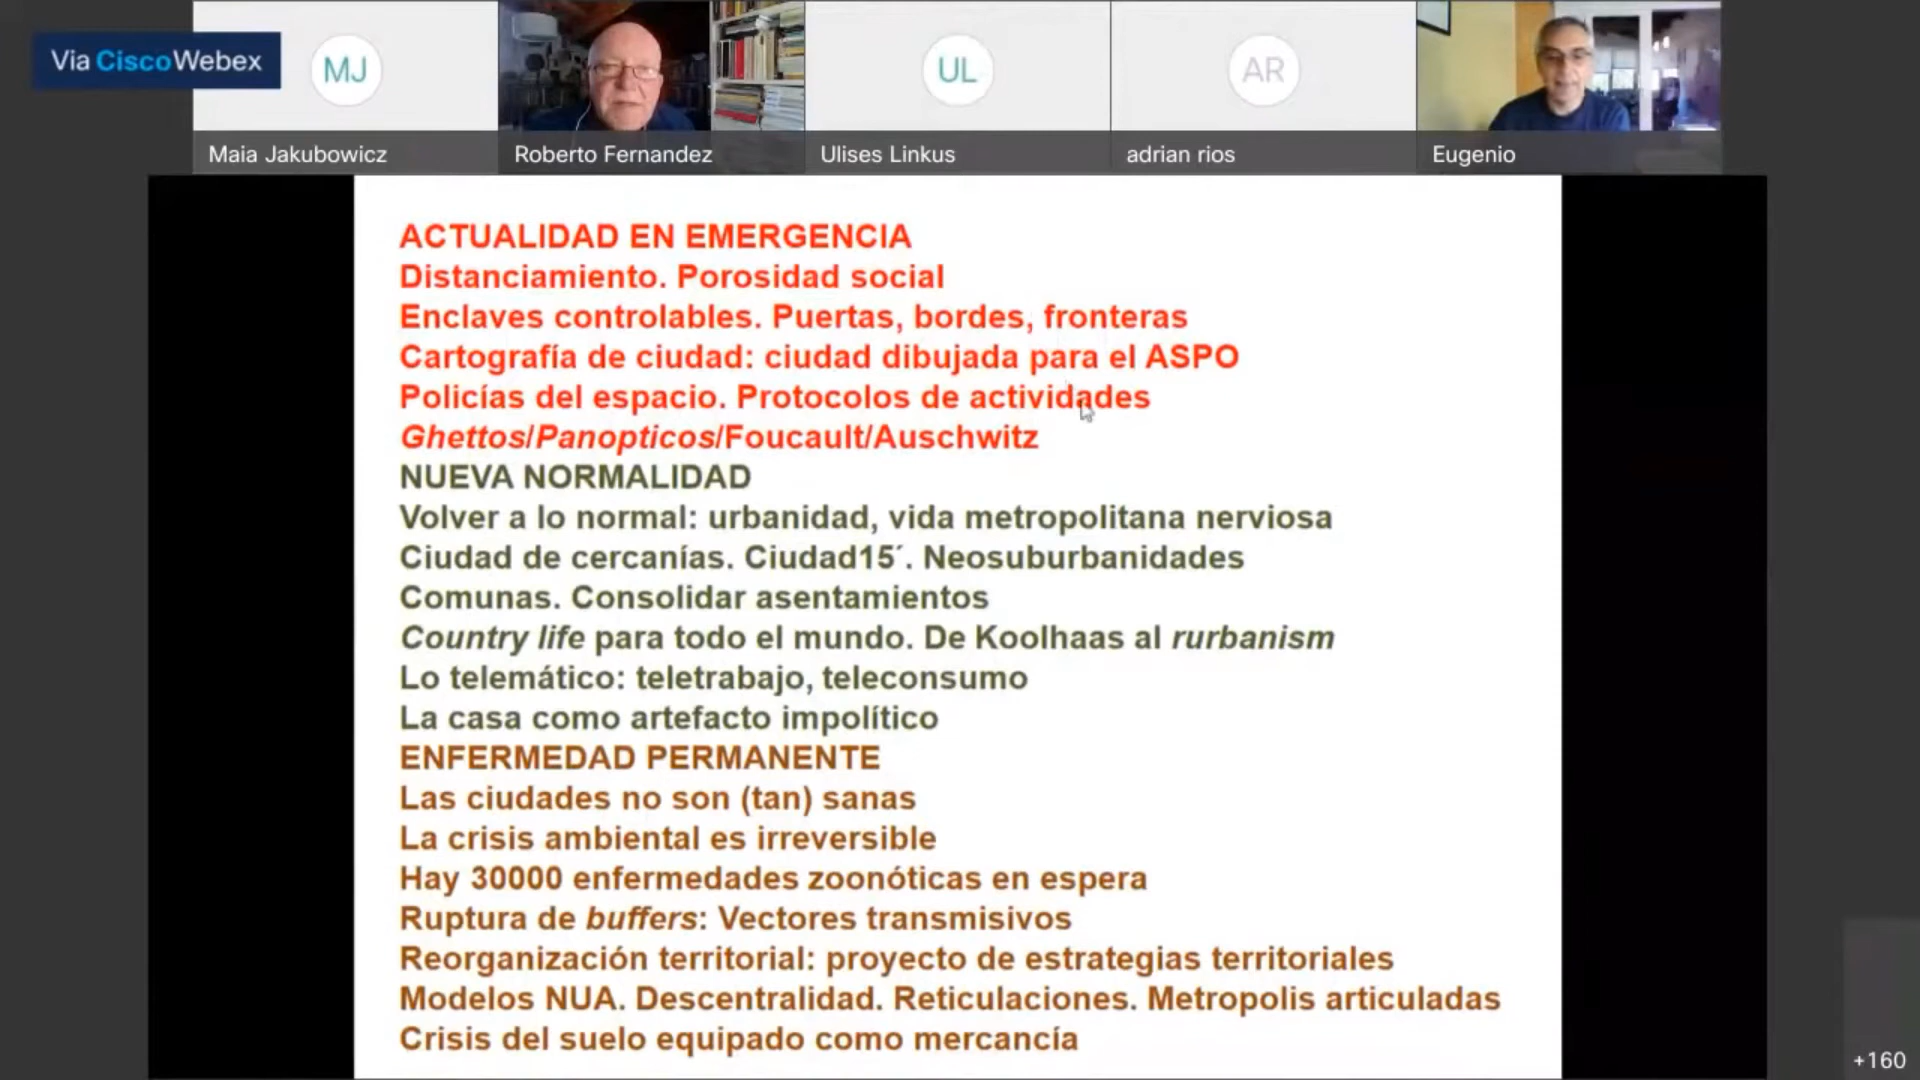 Via CiscoWebex
MJ
UL
AR
Maia Jakubowicz
Roberto Fernandez
Ulises Linkus
adrian rios
Eugenio
ACTUALIDAD EN EMERGENCIA
Distanciamiento. Porosidad social
Enclaves controlables. Puertas, bordes, fronteras
Cartografía de ciudad: ciudad dibujada para el ASPO
Policías del espacio. Protocolos de actividades
Ghettos/Panopticos/Foucault/Auschwitz
NUEVA NORMALIDAD
Volver a lo normal: urbanidad, vida metropolitana nerviosa
Ciudad de cercanías. Ciudad15´. Neosuburbanidades
Comunas. Consolidar asentamientos
Country life para todo el mundo. De Koolhaas al rurbanism
Lo telemático: teletrabajo, teleconsumo
La casa como artefacto impolítico
ENFERMEDAD PERMANENTE
Las ciudades no son (tan) sanas
La crisis ambiental es irreversible
Hay 30000 enfermedades zoonóticas en espera
Ruptura de buffers: Vectores transmisivos
Reorganización territorial: proyecto de estrategias territoriales
Modelos NUA. Descentralidad. Reticulaciones. Metropolis articuladas
Crisis del suelo equipado como mercancía
+160